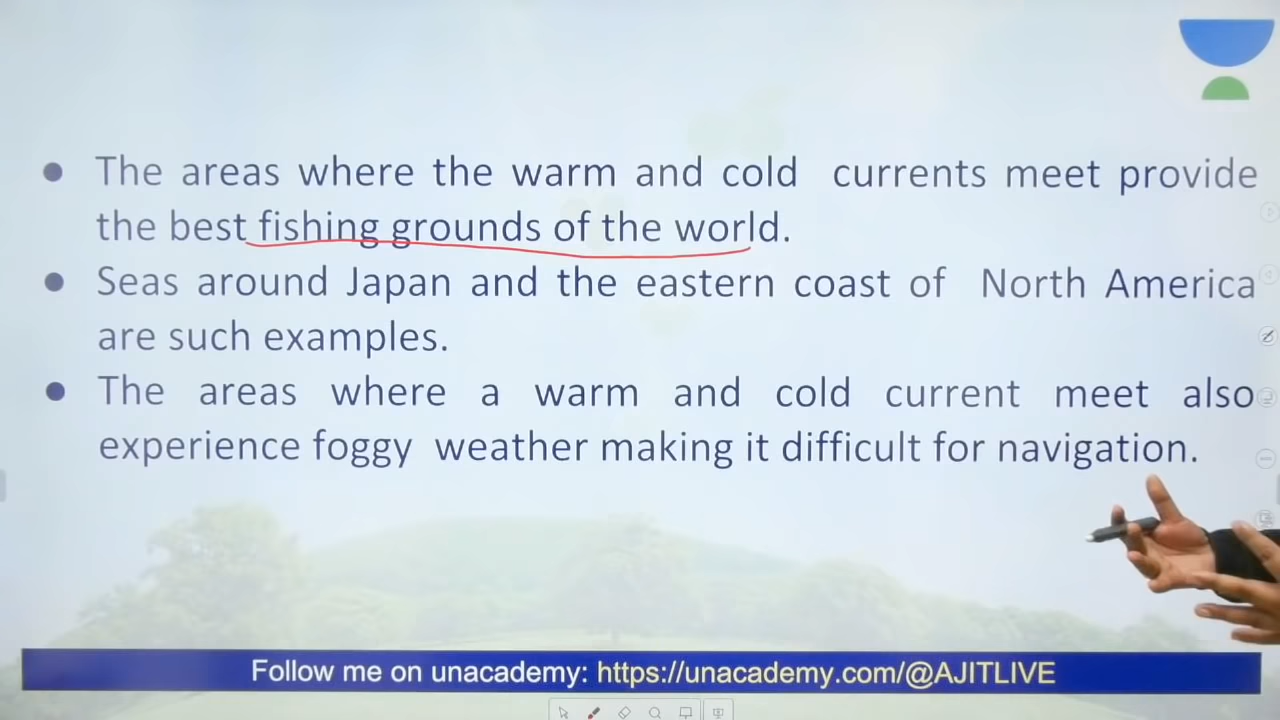 ● The areas where the warm and cold currents meet provide
the best fishing grounds of the world.
● Seas around Japan and the eastern coast of North America
are such examples.
● The areas where a warm and cold current meet also
experience foggy weather making it difficult for navigation.
Follow me on unacademy: https://unacademy.com/@AJITLIVE